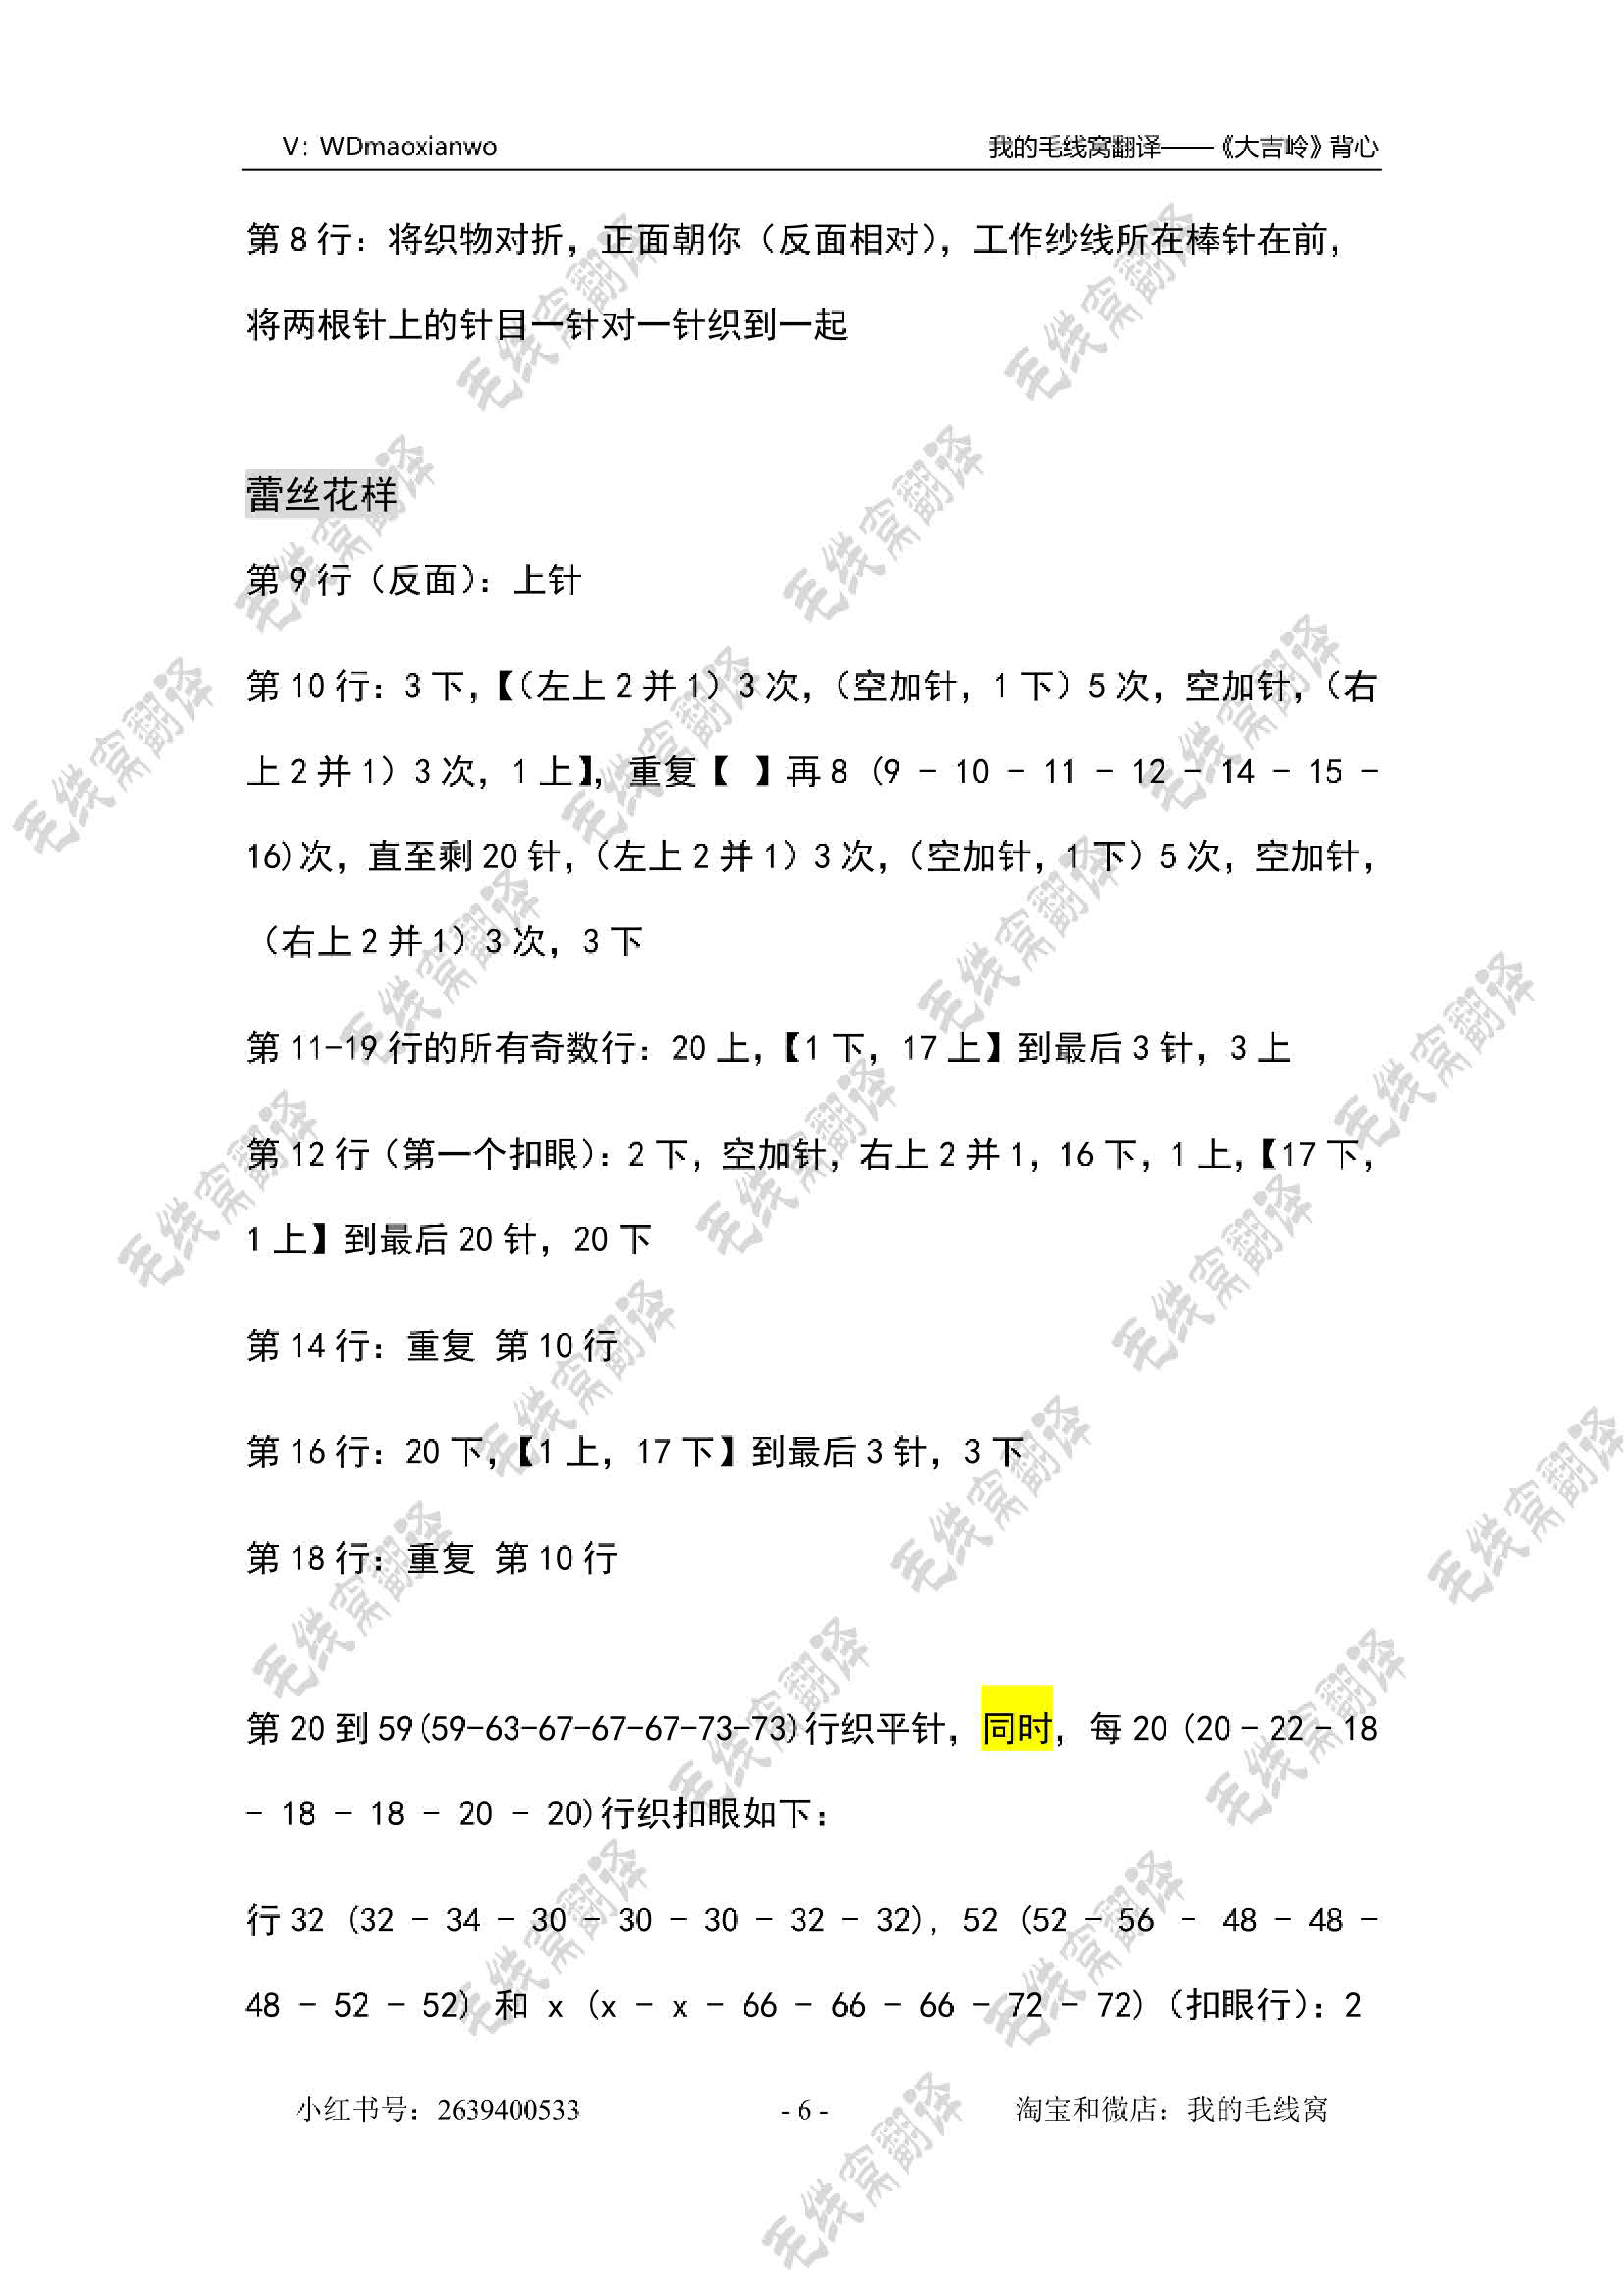 V：WDmaoxianwo 我的毛线窝翻译——《大吉岭》背心
第 8 行：将织物对折，正面朝你（反面相对），工作纱线所在棒针在前，
将两根针上的针目一针对一针织到一起
蕾丝花样
第 9 行（反面）：上针
第 10 行：3 下，【（左上 2 并 1）3 次，（空加针，1 下）5 次，空加针，（右
上 2 并 1）3 次，1 上】，重复【 】再 8 (9 - 10 - 11 - 12 - 14 - 15 -
16)次，直至剩 20 针，（左上 2 并 1）3 次，（空加针，1 下）5 次，空加针，
（右上 2 并 1）3 次，3 下
第 11-19 行的所有奇数行：20 上，【1 下，17 上】到最后 3 针，3 上
第 12 行（第一个扣眼）：2 下，空加针，右上 2 并 1，16 下，1 上，【17 下，
1 上】到最后 20 针，20 下
第 14 行：重复 第 10 行
第 16 行：20 下，【1 上，17 下】到最后 3 针，3 下
第 18 行：重复 第 10 行
第 20 到 59(59-63-67-67-67-73-73)行织平针，同时，每 20 (20 - 22 - 18
- 18 - 18 - 20 - 20)行织扣眼如下：
行 32 (32 - 34 - 30 - 30 - 30 - 32 - 32), 52 (52 - 56 - 48 - 48 -
48 - 52 - 52) 和 x (x - x - 66 - 66 - 66 - 72 - 72)（扣眼行）：2
小红书号：2639400533 - 6 - 淘宝和微店：我的毛线窝
毛线窝翻译